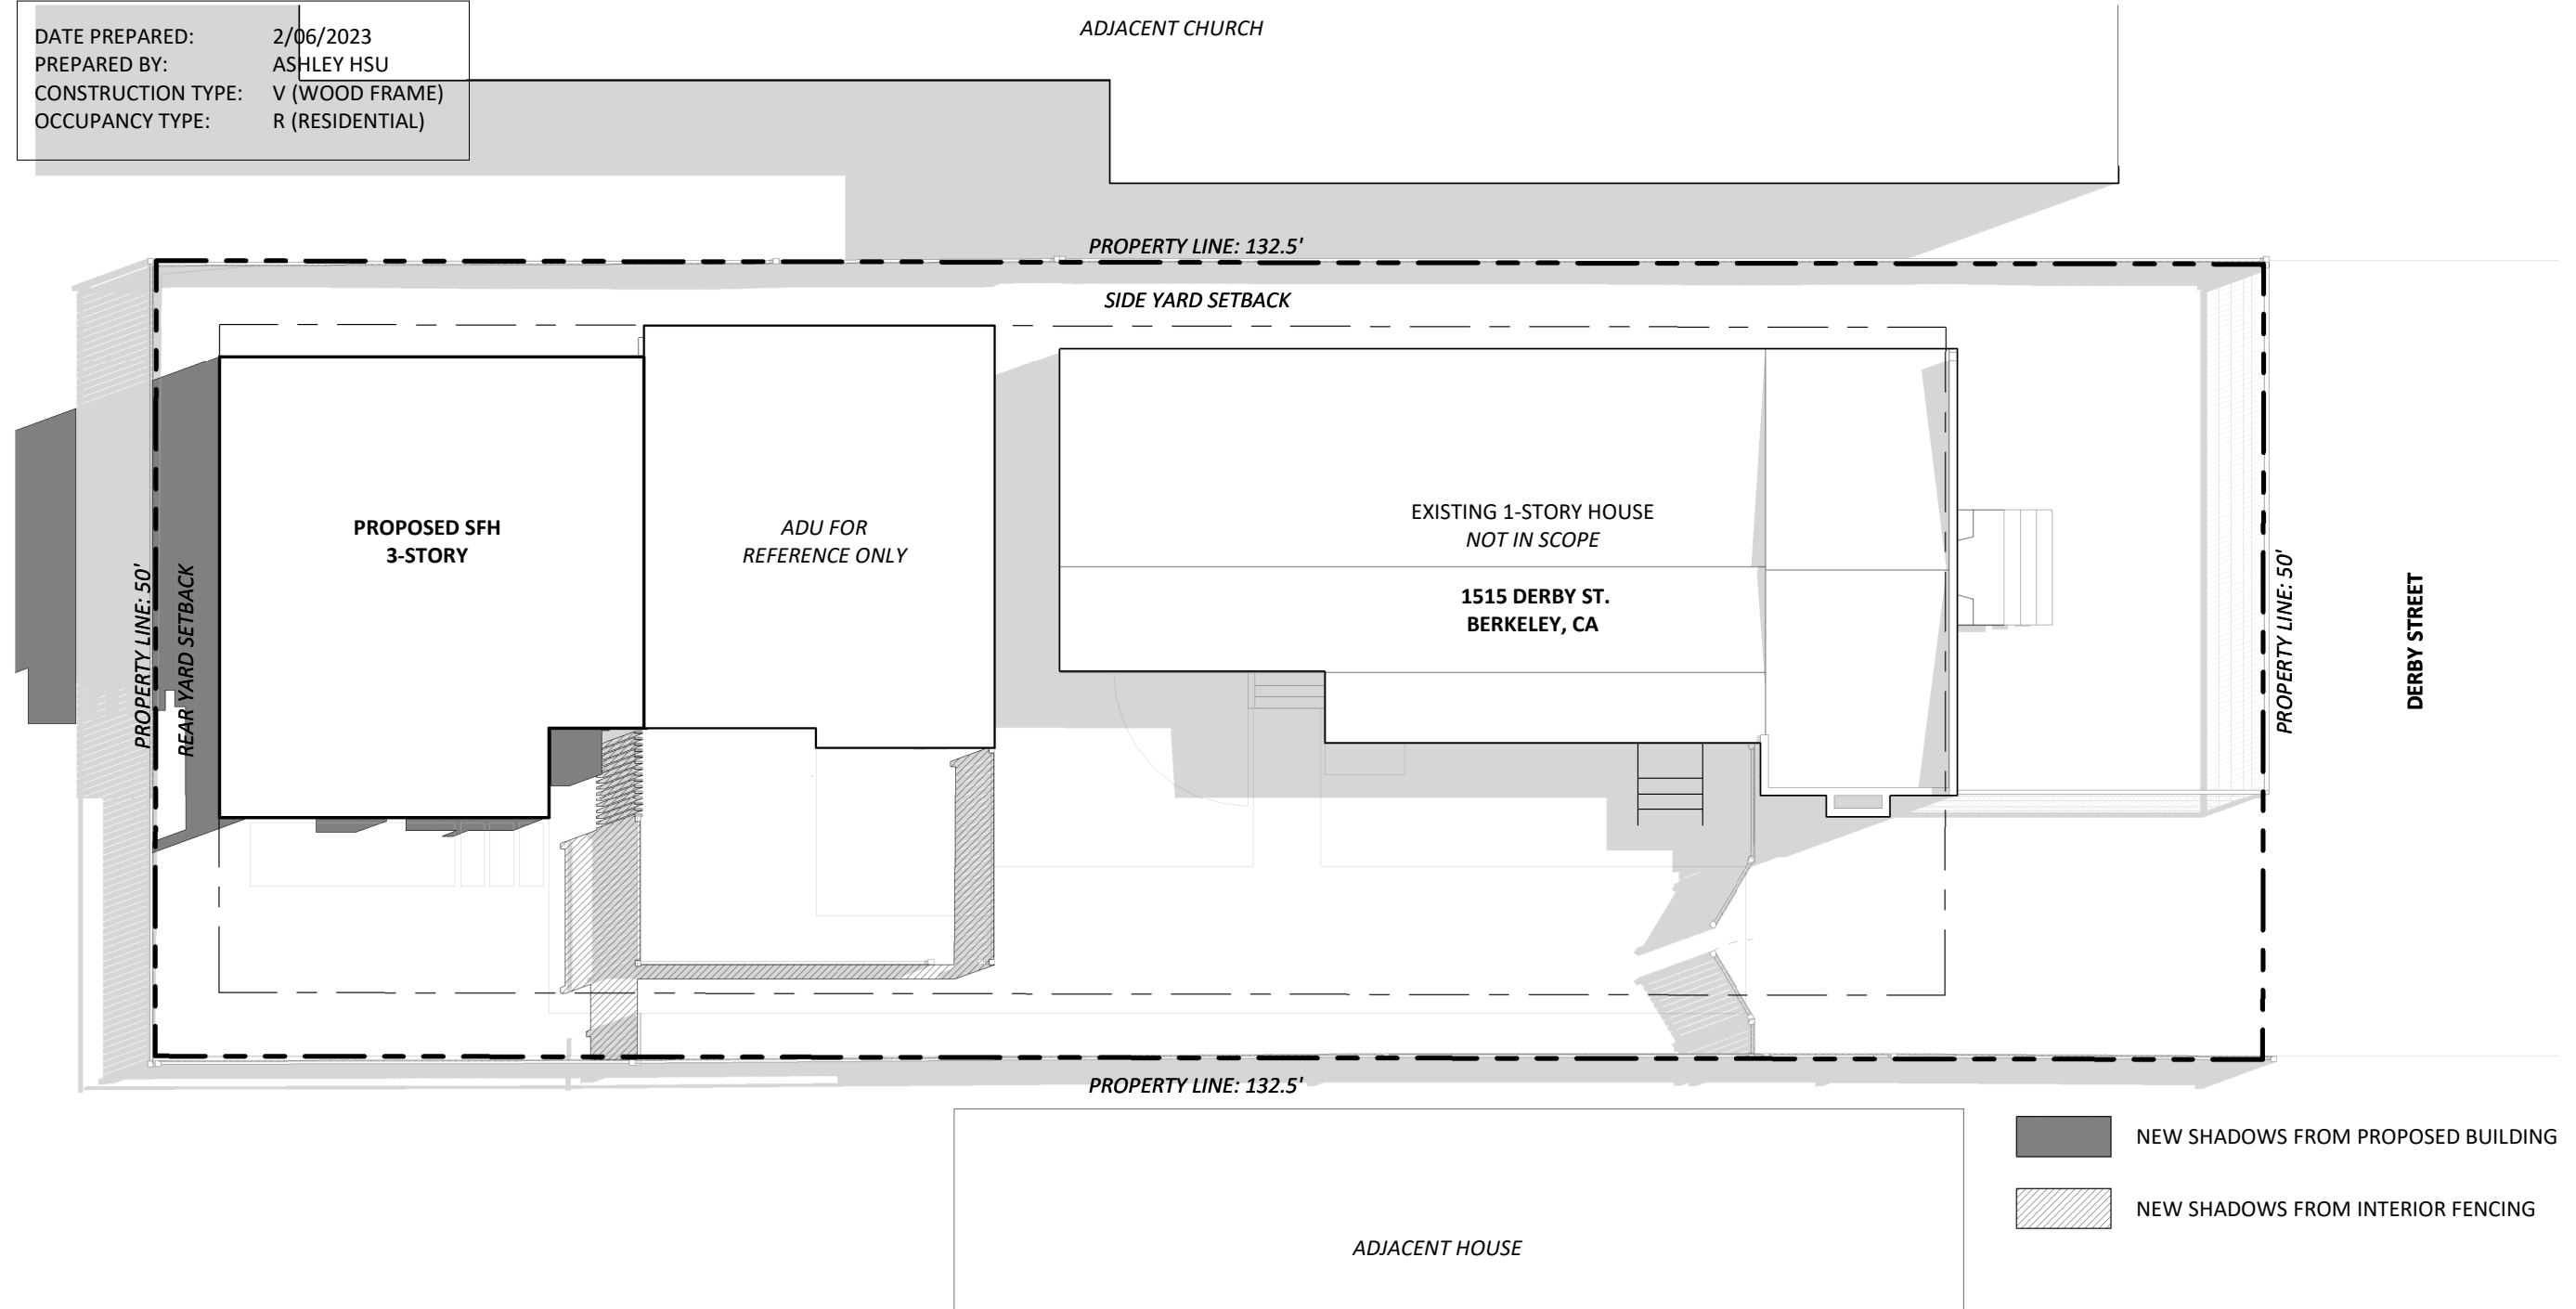 DATE PREPARED: 2/06/2023
PREPARED BY: ASHLEY HSU
CONSTRUCTION TYPE: V (WOOD FRAME)
OCCUPANCY TYPE: R (RESIDENTIAL)
ADJACENT CHURCH
PROPERTY LINE: 132.5'
SIDE YARD SETBACK
PROPERTY LINE: 50'
REAR YARD SETBACK
PROPOSED SFH
3-STORY
ADU FOR
REFERENCE ONLY
EXISTING 1-STORY HOUSE
NOT IN SCOPE
1515 DERBY ST.
BERKELEY, CA
PROPERTY LINE: 50'
DERBY STREET
PROPERTY LINE: 132.5'
NEW SHADOWS FROM PROPOSED BUILDING
NEW SHADOWS FROM INTERIOR FENCING
ADJACENT HOUSE